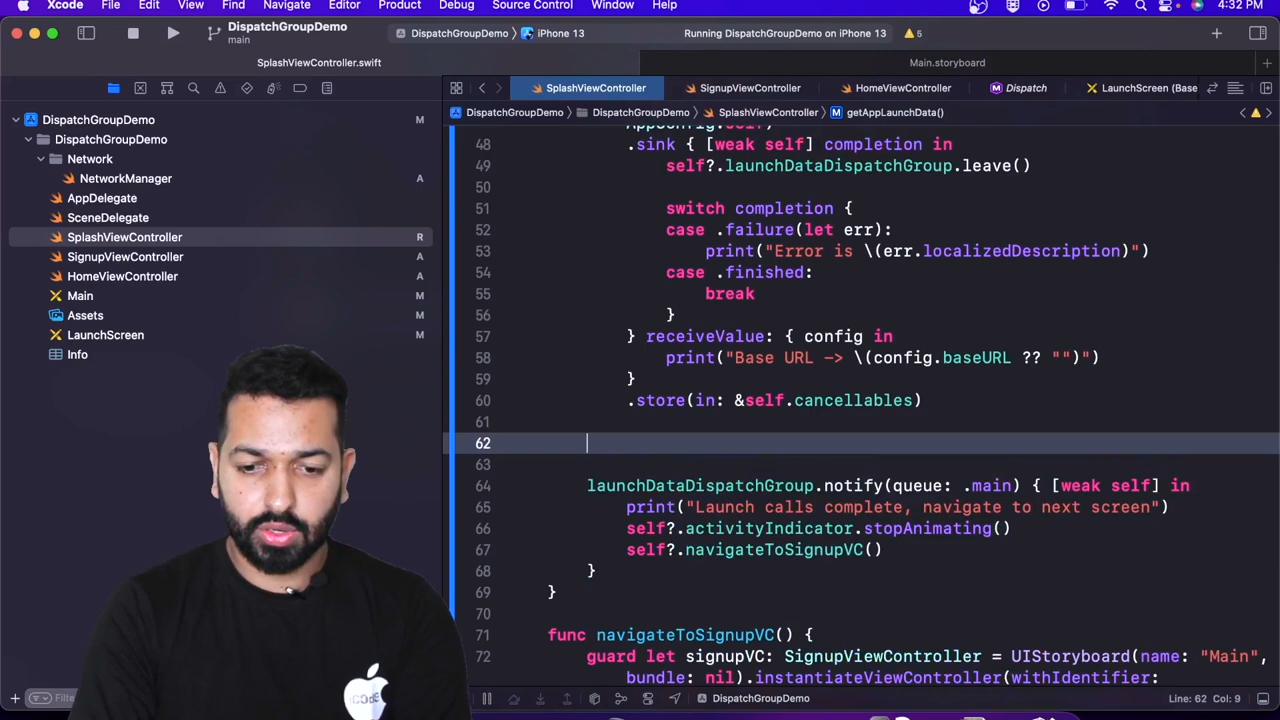 Xcode File Edit View Find Navigate Editor Product Debug Source Control Window Help 4:32 PM
DispatchGroupDemo
main
DispatchGroupDemo iPhone 13 Running DispatchGroupDemo on iPhone 13 5
SplashViewController.swift Main.storyboard
SplashViewController SignupViewController HomeViewController Dispatch LaunchScreen (Base
DispatchGroupDemo DispatchGroupDemo SplashViewController M getAppLaunchData()
DispatchGroupDemo M
DispatchGroupDemo
Network
NetworkManager A
AppDelegate
SceneDelegate
SplashViewController R
SignupViewController A
HomeViewController A
Main M
Assets M
LaunchScreen M
Info
AppConfig.self)
48 .sink { [weak self] completion in
49 self?.launchDataDispatchGroup.leave()
50
51 switch completion {
52 case .failure(let err):
53 print("Error is \(err.localizedDescription)")
54 case .finished:
55 break
56 }
57 } receiveValue: { config in
58 print("Base URL -> \(config.baseURL ?? "")")
59 }
60 .store(in: &self.cancellables)
61
62
63
64 launchDataDispatchGroup.notify(queue: .main) { [weak self] in
65 print("Launch calls complete, navigate to next screen")
66 self?.activityIndicator.stopAnimating()
67 self?.navigateToSignupVC()
68 }
69 }
70
71 func navigateToSignupVC() {
72 guard let signupVC: SignupViewController = UIStoryboard(name: "Main",
bundle: nil).instantiateViewController(withIdentifier:
Filte
DispatchGroupDemo Line: 62 Col: 9